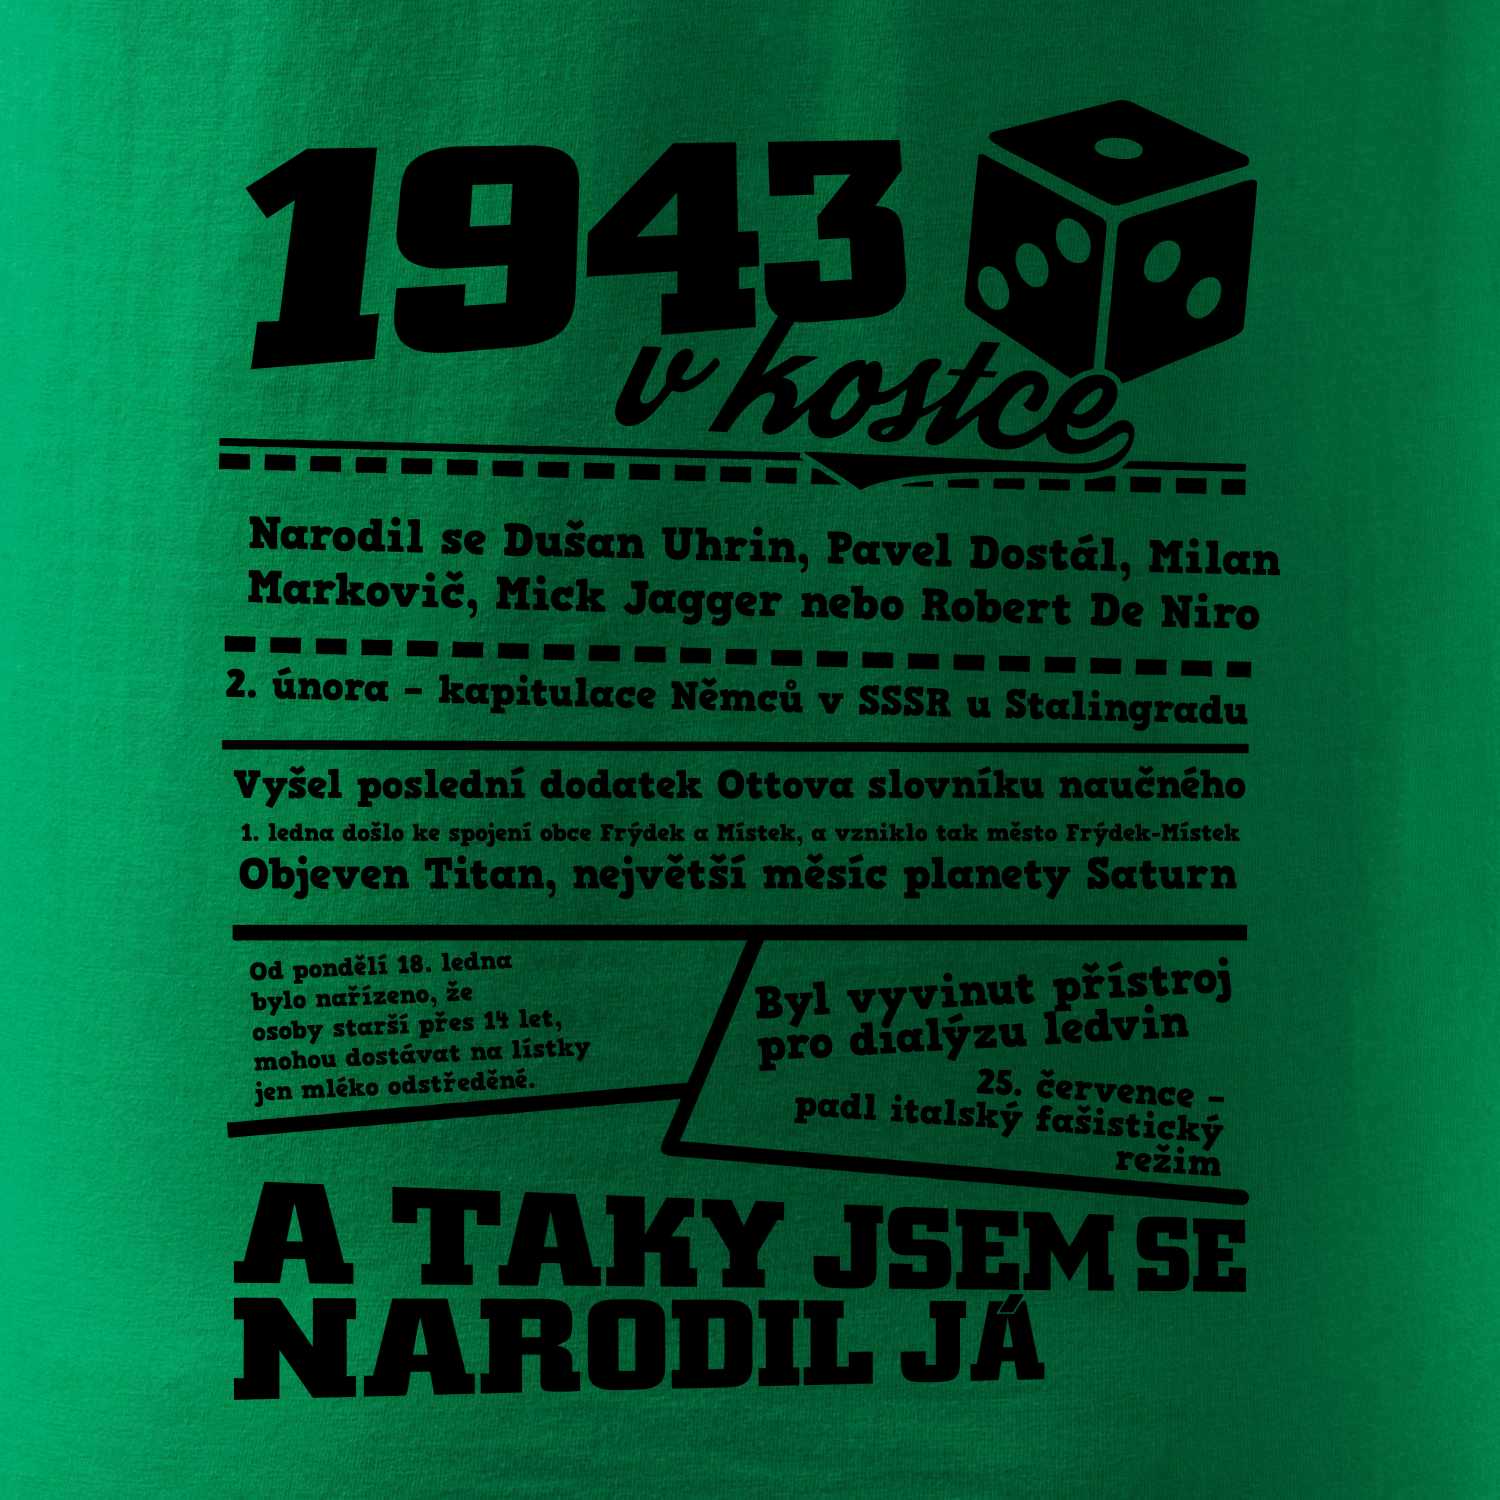 1943
v kostce
Narodil se Dušan Uhrin, Pavel Dostál, Milan
Markovič, Mick Jagger nebo Robert De Niro
2. února – kapitulace Němců v SSSR u Stalingradu
Vyšel poslední dodatek Ottova slovníku naučného
1. ledna došlo ke spojení obce Frýdek a Místek, a vzniklo tak město Frýdek-Místek
Objeven Titan, největší měsíc planety Saturn
Od pondělí 18. ledna
bylo nařízeno, že
osoby starší přes 14 let,
mohou dostávat na lístky
jen mléko odstředěné.
Byl vyvinut přístroj
pro dialýzu ledvin
25. července –
padl italský fašistický
režim
A TAKY JSEM SE
NARODIL JÁ